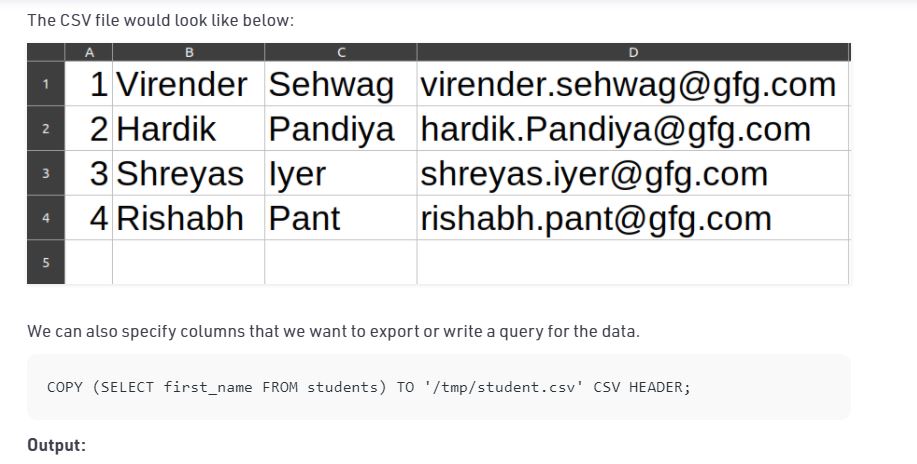 The CSV file would look like below:
A B C D
1 1 Virender Sehwag virender.sehwag@gfg.com
2 2 Hardik Pandiya hardik.Pandiya@gfg.com
3 3 Shreyas Iyer shreyas.iyer@gfg.com
4 4 Rishabh Pant rishabh.pant@gfg.com
5
We can also specify columns that we want to export or write a query for the data.
COPY (SELECT first_name FROM students) TO '/tmp/student.csv' CSV HEADER;
Output: